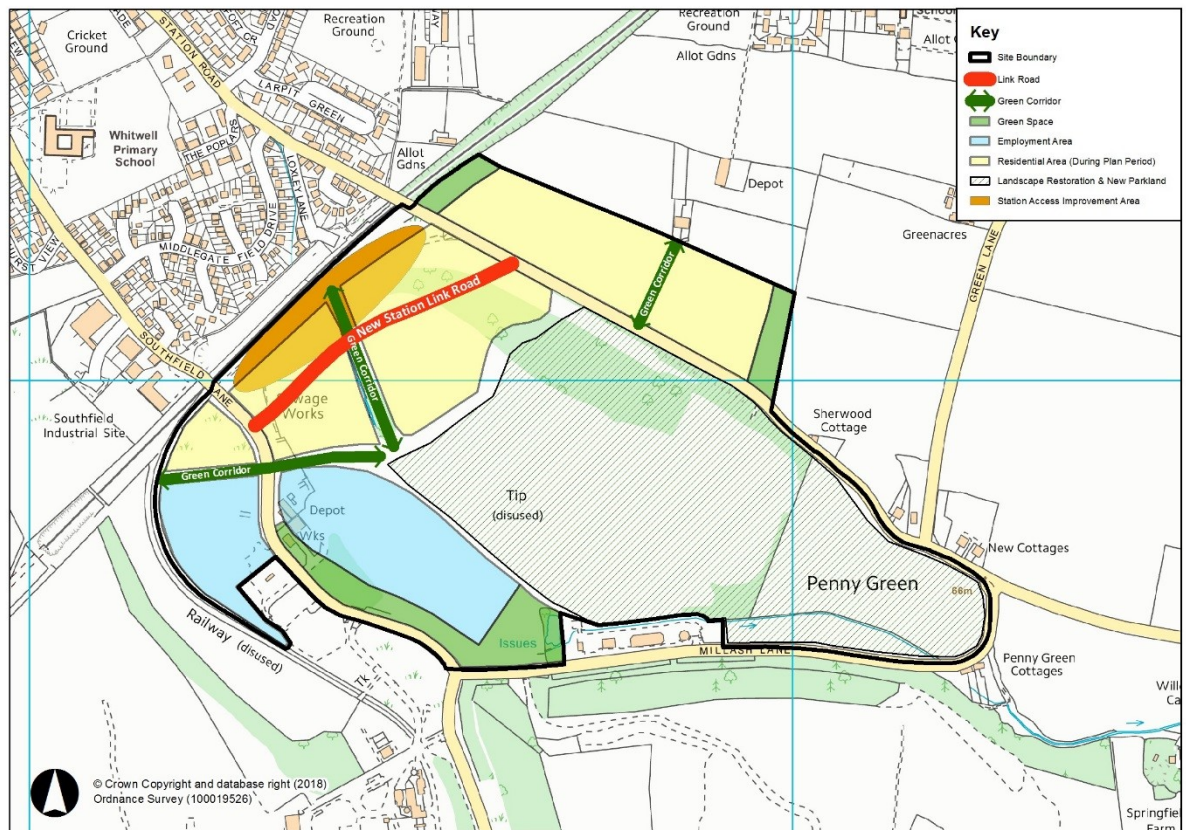 Key
Site Boundary
Link Road
Green Corridor
Green Space
Employment Area
Residential Area (During Plan Period)
Landscape Restoration & New Parkland
Station Access Improvement Area
Cricket
Ground
STATION ROAD
Recreation
Ground
LARPIT GREEN
Recreation
Ground
Allot Gdns
Whitwell
Primary
School
THE POPLARS
LOXLEY LANE
Allot
Gdns
MIDDLEGATE FIELD DRIVE
Depot
Greenacres
GREEN LANE
Green Corridor
New Station Link Road
Green Corridor
SOUTHFIELD LANE
Works
Southfield
Industrial Site
Green Corridor
Sherwood
Cottage
Tip
(disused)
Depot
Wks
New Cottages
Penny Green
66m
Issues
MILLASH LANE
Railway (disused)
Tk
Penny Green
Cottages
© Crown Copyright and database right (2018)
Ordnance Survey (100019526)